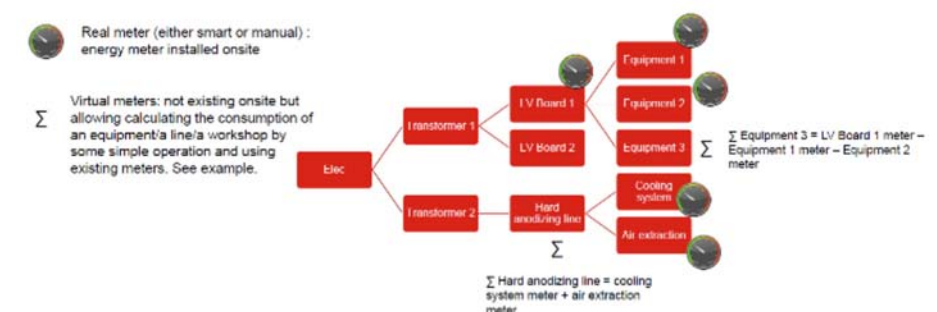 Real meter (either smart or manual) :
energy meter installed onsite
Σ
Virtual meters: not existing onsite but
allowing calculating the consumption of
an equipment/a line/a workshop by
some simple operation and using
existing meters. See example.
Elec
Transformer 1
Transformer 2
LV Board 1
LV Board 2
Hard
anodizing line
Equipment 1
Equipment 2
Equipment 3
Cooling
system
Air extraction
Σ
∑ Equipment 3 = LV Board 1 meter –
Equipment 1 meter – Equipment 2
meter
Σ
∑ Hard anodizing line = cooling
system meter + air extraction
meter